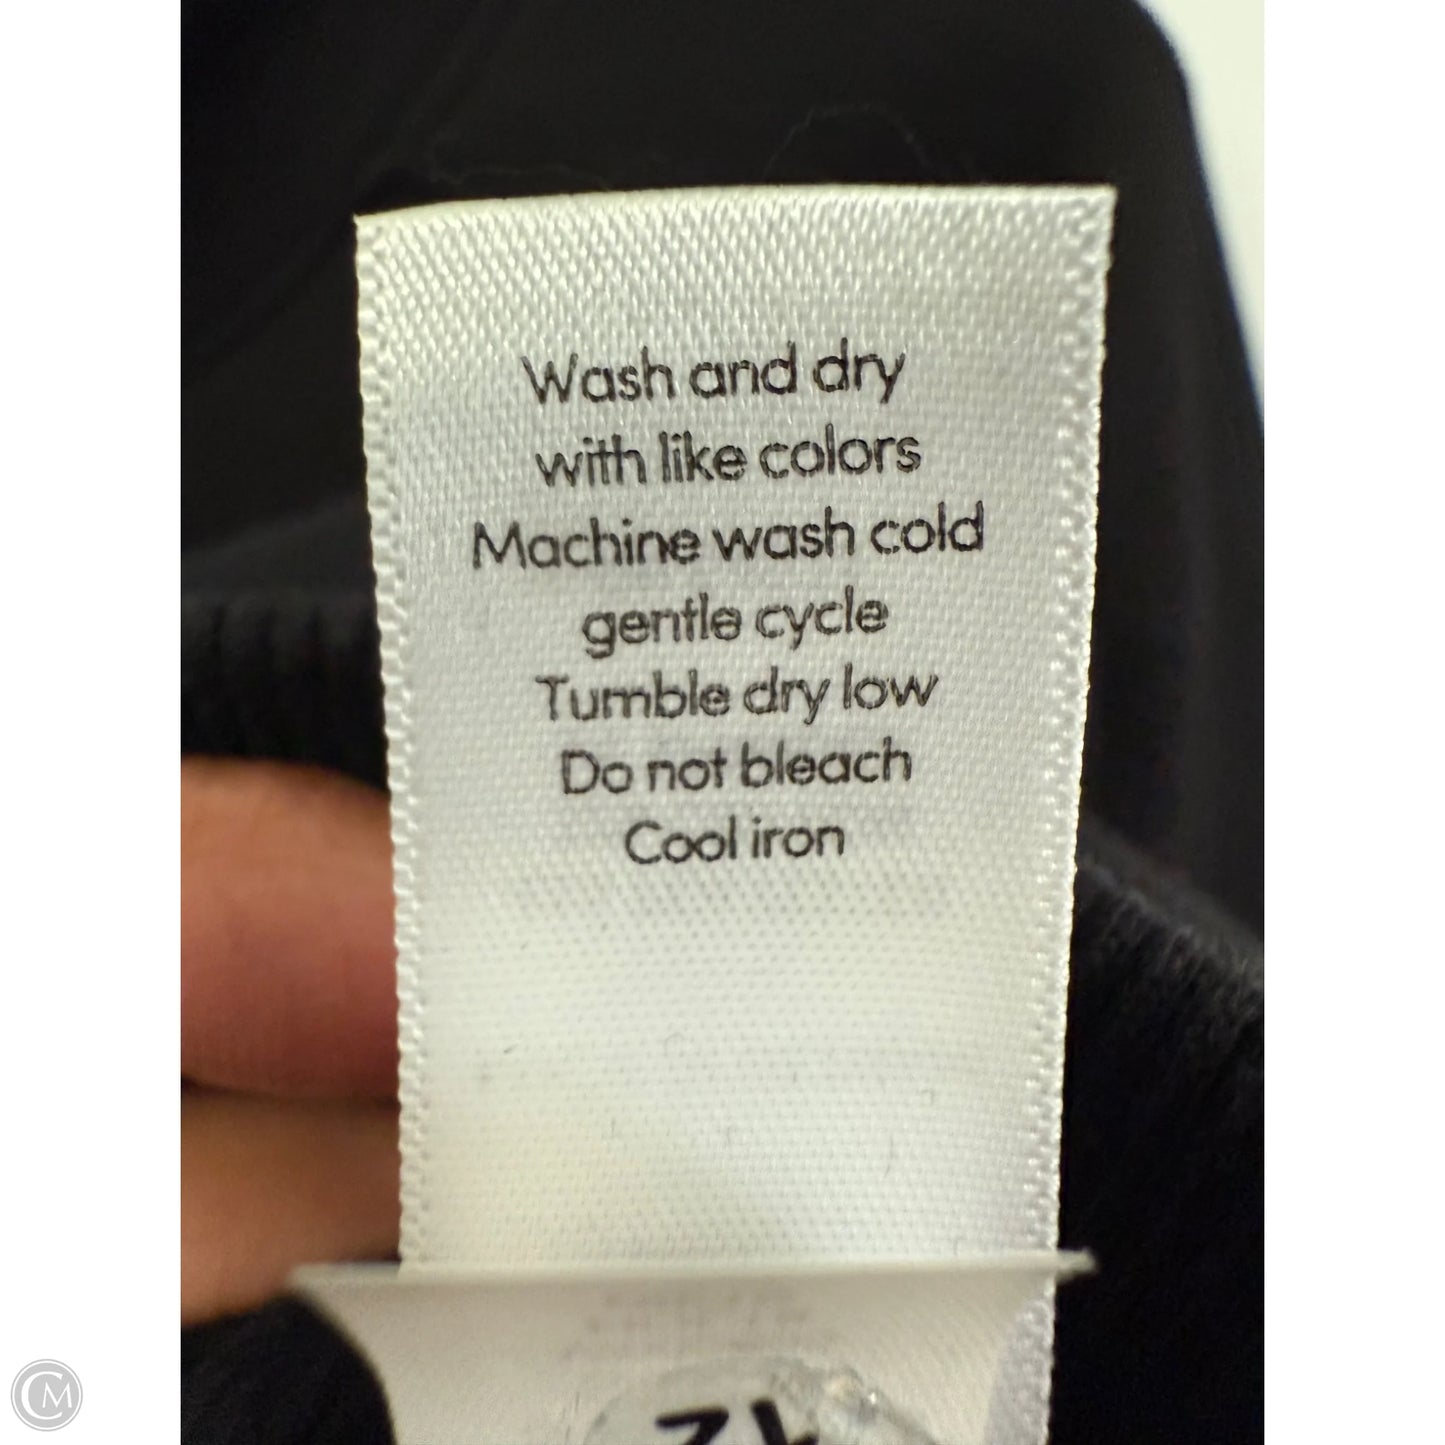 Wash and dry
with like colors
Machine wash cold
gentle cycle
Tumble dry low
Do not bleach
Cool iron
CM